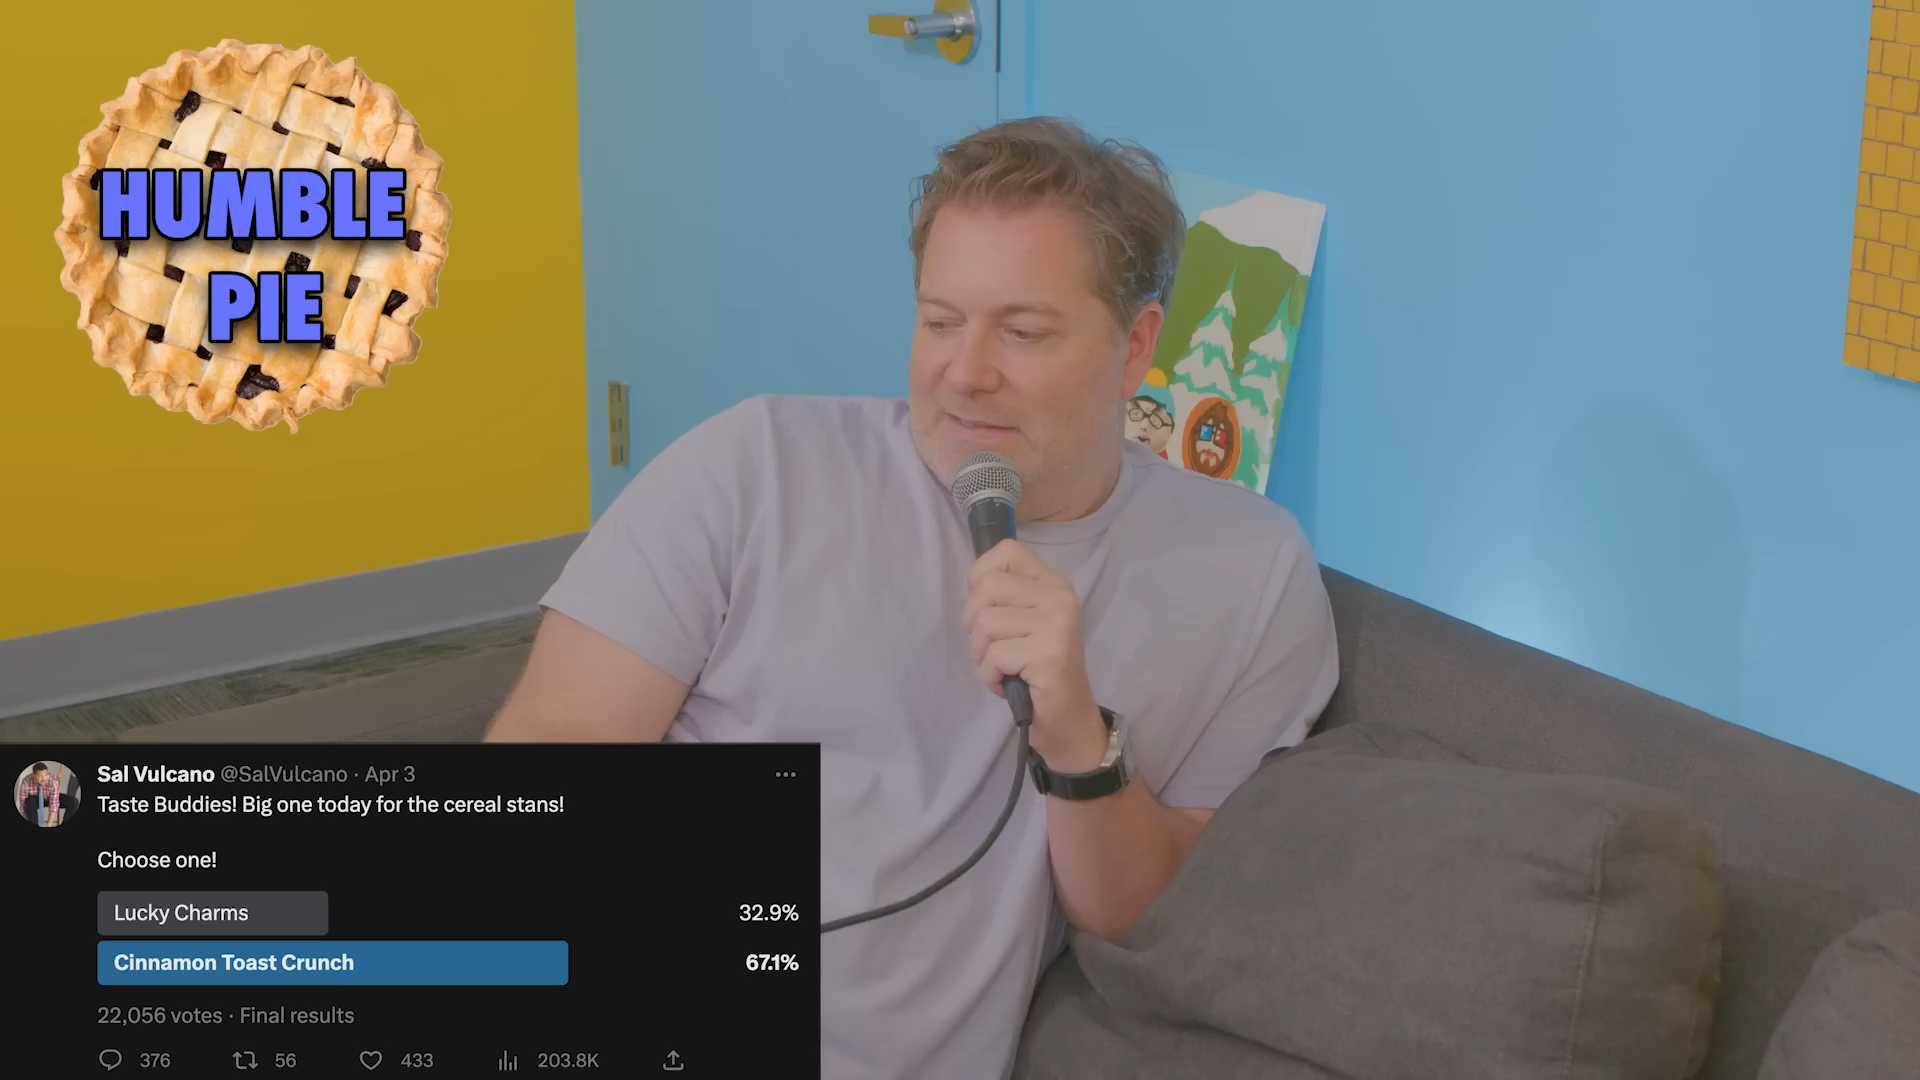 HUMBLE
PIE
Sal Vulcano @SalVulcano · Apr 3
Taste Buddies! Big one today for the cereal stans!
Choose one!
Lucky Charms 32.9%
Cinnamon Toast Crunch 67.1%
22,056 votes · Final results
376 56 433 203.8K